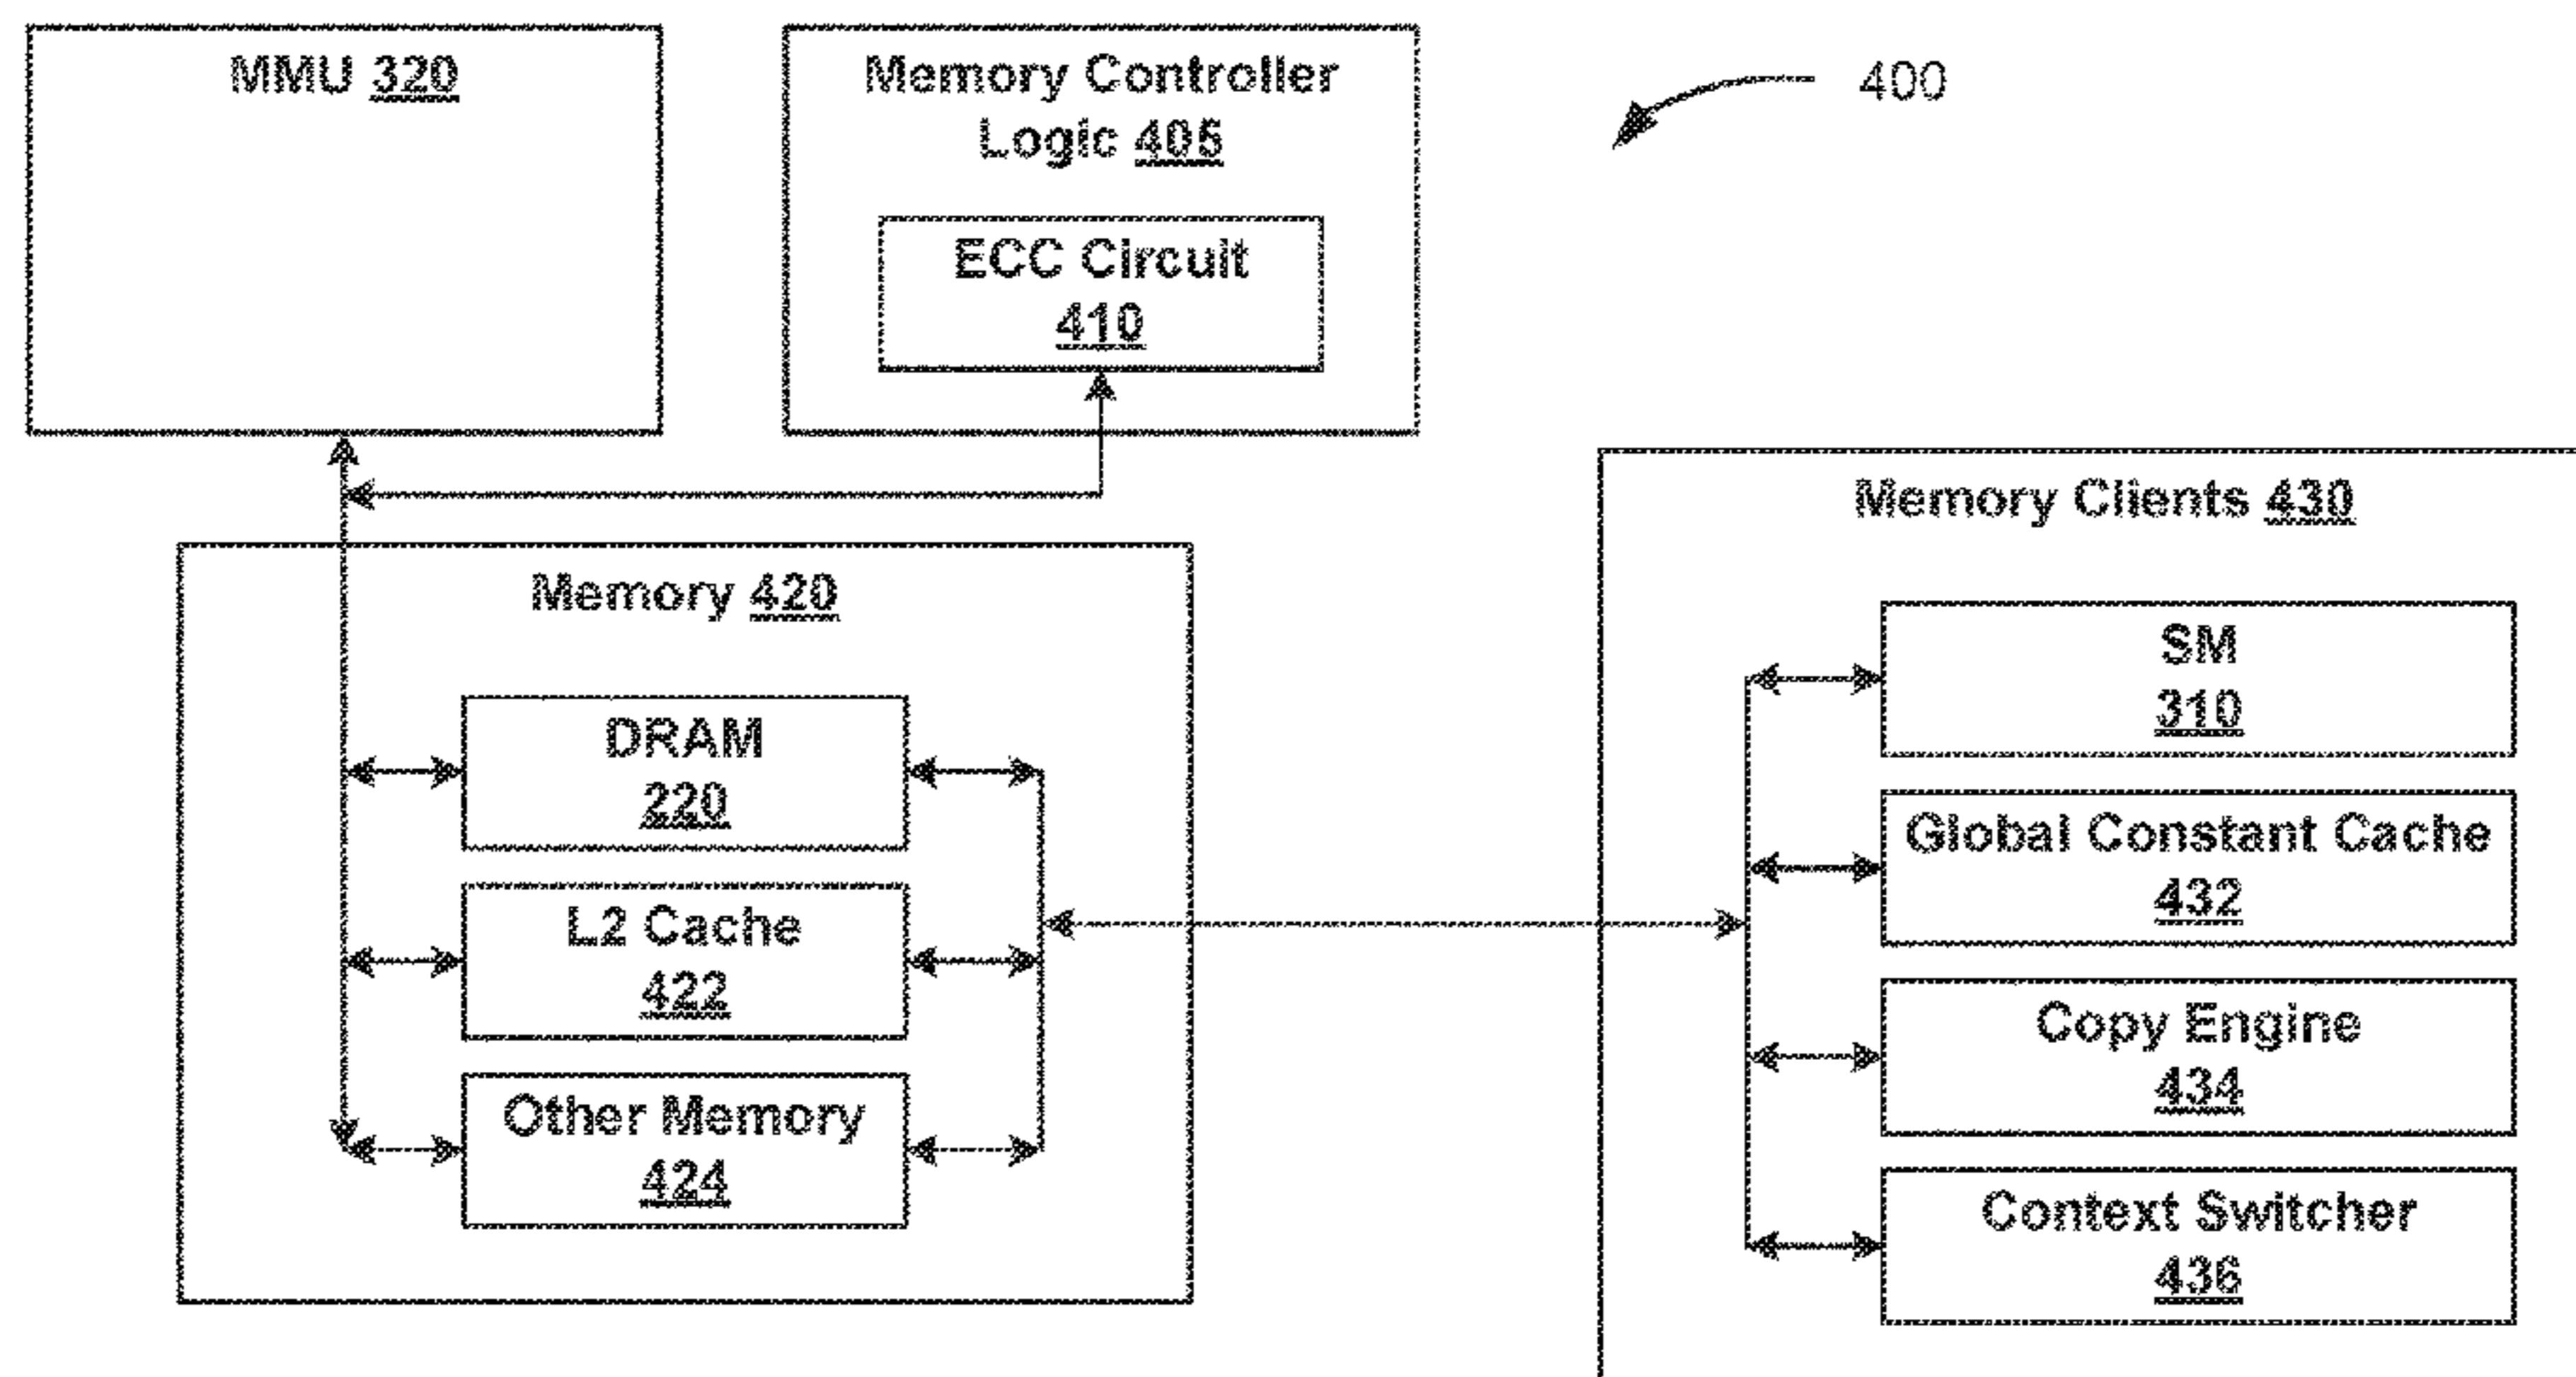 MMU 320
Memory Controller
Logic 405
ECC Circuit
410
400
Memory 420
DRAM
220
L2 Cache
422
Other Memory
424
Memory Clients 430
SM
310
Global Constant Cache
432
Copy Engine
434
Context Switcher
436